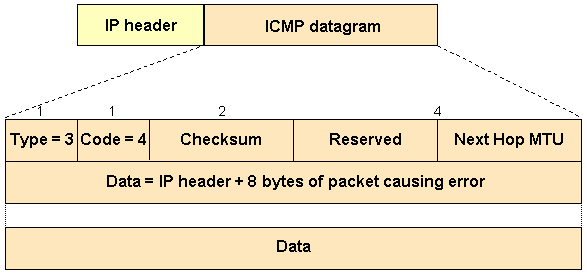 IP header ICMP datagram
1 1 2 4
Type = 3 Code = 4 Checksum Reserved Next Hop MTU
Data = IP header + 8 bytes of packet causing error
Data